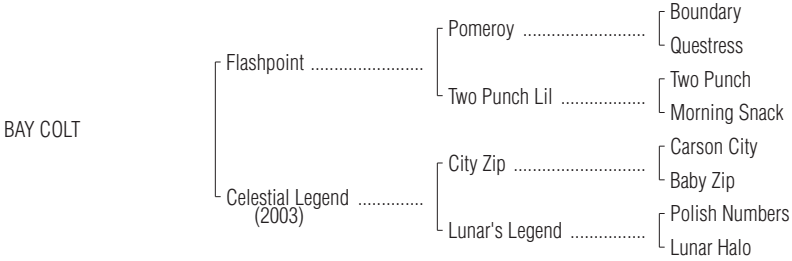 Boundary
Pomeroy ..........................
Questress
Flashpoint ........................
Two Punch
Two Punch Lil ..................
Morning Snack
BAY COLT
Carson City
City Zip ............................
Baby Zip
Celestial Legend ..............
(2003)
Polish Numbers
Lunar's Legend ................
Lunar Halo